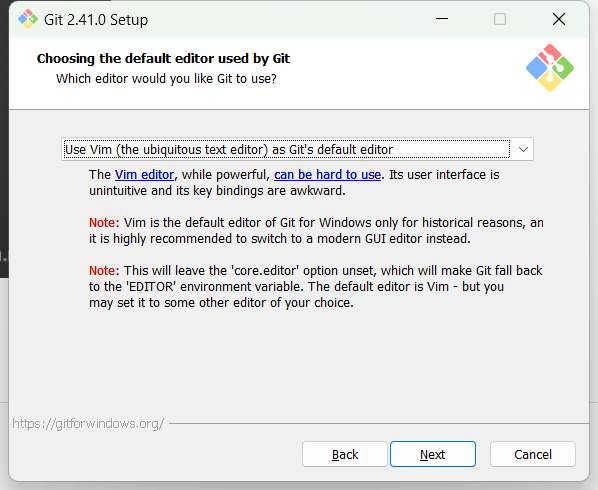 Git 2.41.0 Setup
Choosing the default editor used by Git
Which editor would you like Git to use?
Use Vim (the ubiquitous text editor) as Git's default editor
The Vim editor, while powerful, can be hard to use. Its user interface is
unintuitive and its key bindings are awkward.
Note: Vim is the default editor of Git for Windows only for historical reasons, an
it is highly recommended to switch to a modern GUI editor instead.
Note: This will leave the 'core.editor' option unset, which will make Git fall back
to the 'EDITOR' environment variable. The default editor is Vim - but you
may set it to some other editor of your choice.
https://gitforwindows.org/
Back Next Cancel